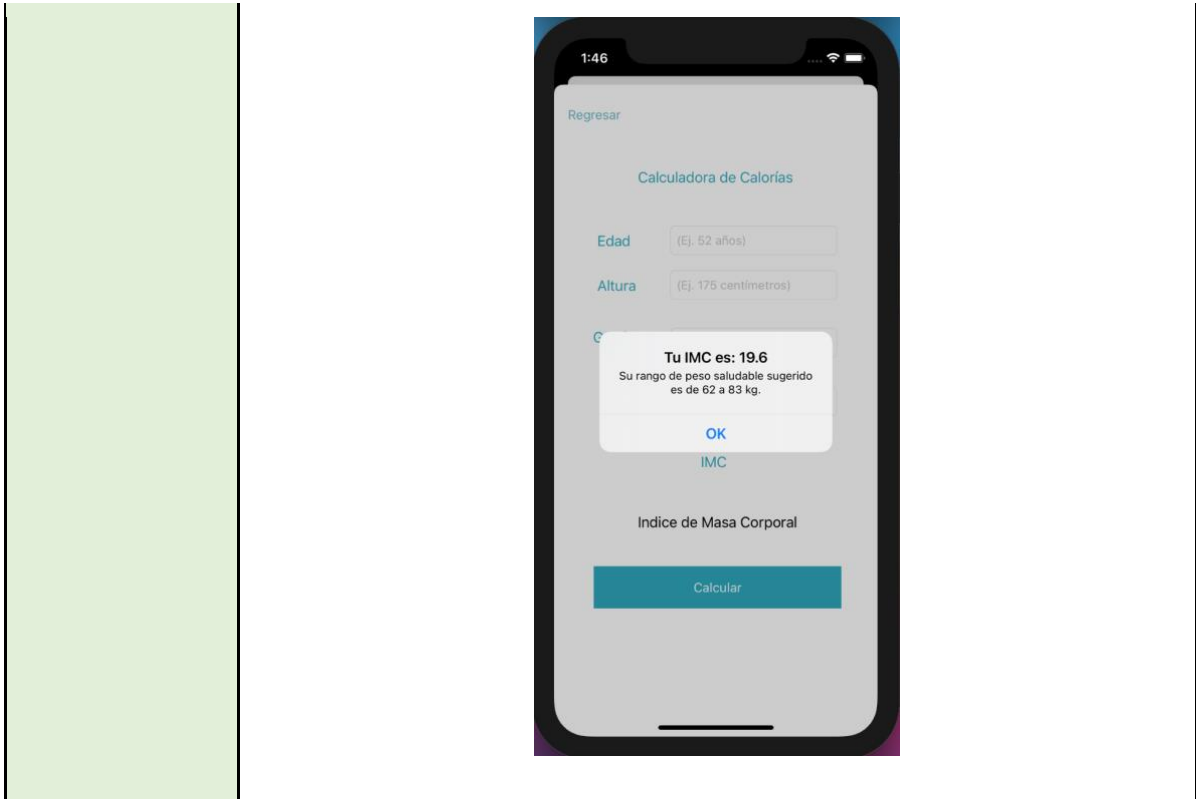 1:46
Regresar
Calculadora de Calorías
Edad
(Ej. 52 años)
Altura
(Ej. 175 centímetros)
Tu IMC es: 19.6
Su rango de peso saludable sugerido
es de 62 a 83 kg.
OK
IMC
Indice de Masa Corporal
Calcular